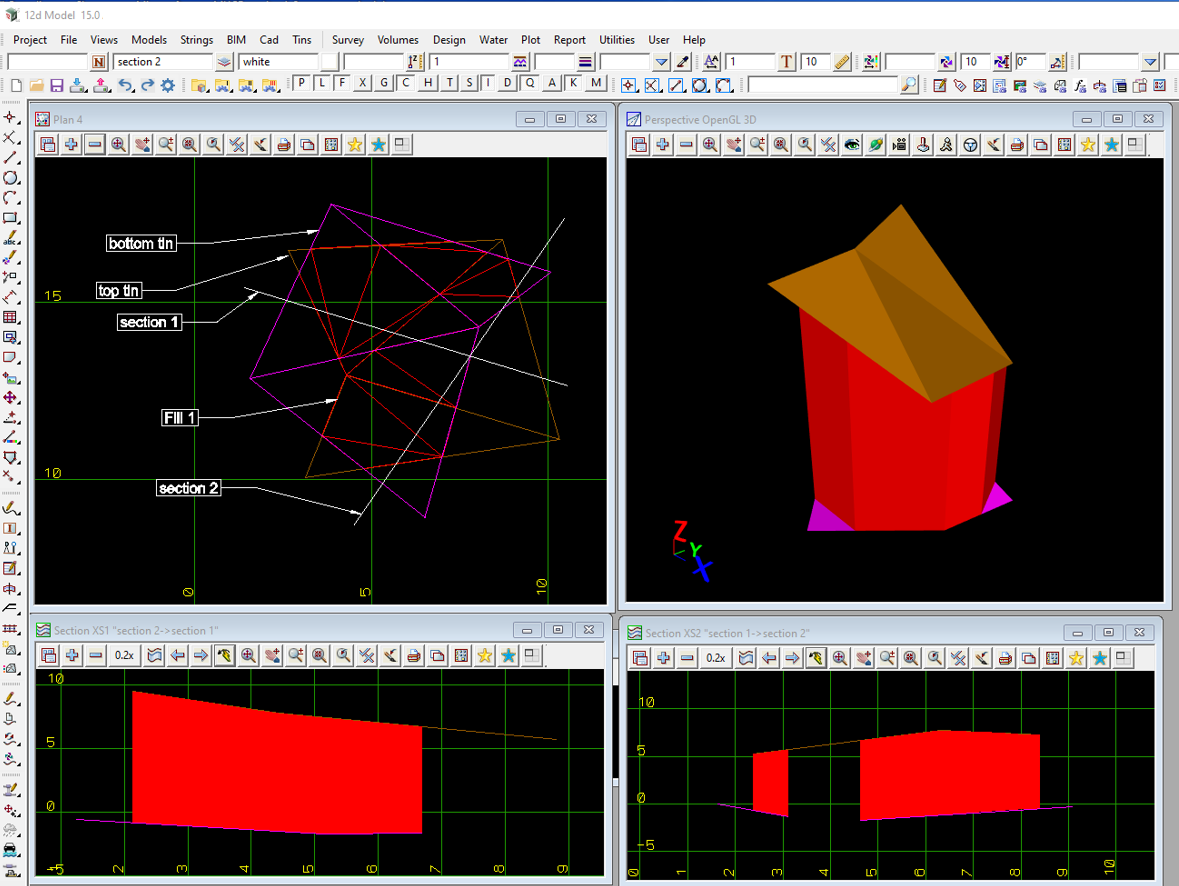 12d Model 15.0
Project File Views Models Strings BIM Cad Tins Survey Volumes Design Water Plot Report Utilities User Help
N section 2 white 1 1 T 10 10 0°
P L F X G C H T S I D Q A K M
Plan 4
bottom tin
top tin
15
section 1
Fill 1
10
section 2
0 5 10
Perspective OpenGL 3D
Z
Y
X
Section XS1 "section 2->section 1"
0.2x
10
5
0
-5
2 3 4 5 6 7 8 9
Section XS2 "section 1->section 2"
0.2x
10
5
0
-5
0 1 2 3 4 5 6 7 8 9 10